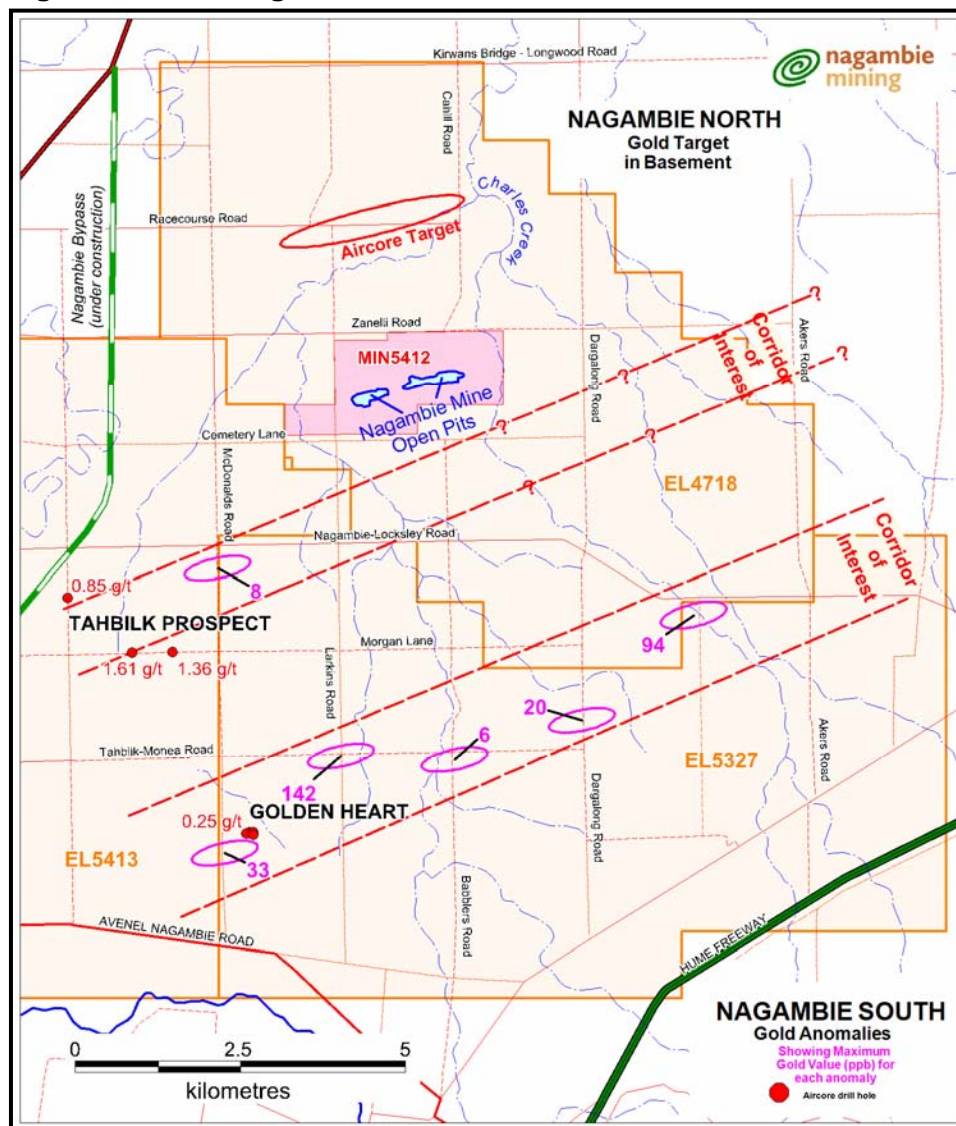 Kirwans Bridge - Longwood Road
nagambie
mining
NAGAMBIE NORTH
Gold Target
in Basement
Cahill Road
Charles Creek
Nagambie Bypass
(under construction)
Racecourse Road
Aircore Target
Zanelli Road
MIN5412
Nagambie Mine
Open Pits
?
?
Corridor
of
Interest
Akers Road
Dargalong Road
?
?
?
?
Cemetery Lane
McDonalds Road
EL4718
Nagambie-Locksley Road
Corridor
of
Interest
0.85 g/t
8
TAHBILK PROSPECT
1.61 g/t
1.36 g/t
Morgan Lane
Larkins Road
94
20
6
Tahblik-Monea Road
142
EL5327
Akers Road
GOLDEN HEART
0.25 g/t
33
EL5413
Dargalong Road
Babblers Road
AVENEL NAGAMBIE ROAD
HUME FREEWAY
0
2.5
5
kilometres
NAGAMBIE SOUTH
Gold Anomalies
Showing Maximum
Gold Value (ppb) for
each anomaly
Aircore drill hole